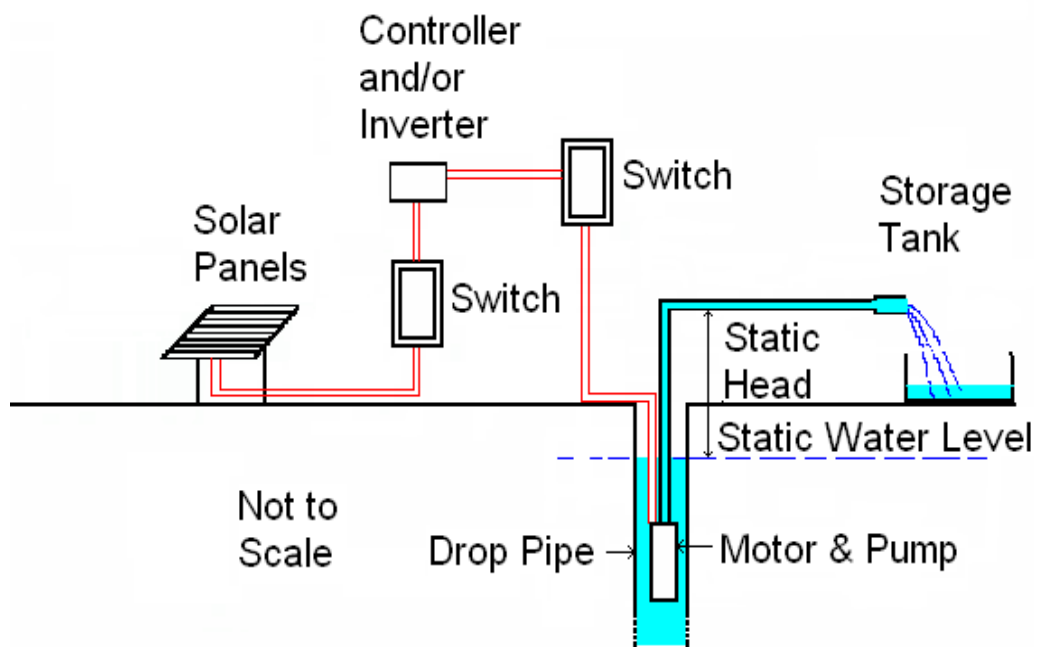 Controller
and/or
Inverter
Switch
Storage
Tank
Solar
Panels
Switch
Static
Head
Static Water Level
Not to
Scale
Drop Pipe
Motor & Pump